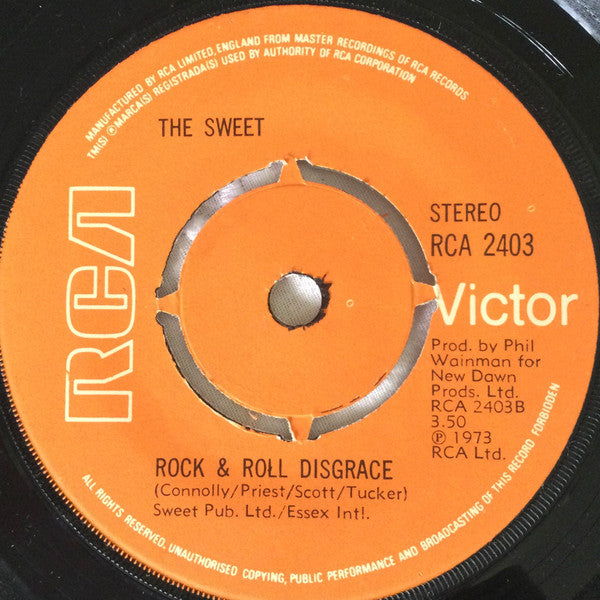 MANUFACTURED BY RCA LIMITED, ENGLAND FROM MASTER RECORDINGS OF RCA RECORDS
TM(S) ® MARCA(S) REGISTRADA(S) USED BY AUTHORITY OF RCA CORPORATION
THE SWEET
RCA
STEREO
RCA 2403
Victor
Prod. by Phil
Wainman for
New Dawn
Prods. Ltd.
RCA 2403B
3.50
℗ 1973
RCA Ltd.
ROCK & ROLL DISGRACE
(Connolly/Priest/Scott/Tucker)
Sweet Pub. Ltd./Essex Intl.
ALL RIGHTS RESERVED. UNAUTHORISED COPYING, PUBLIC PERFORMANCE AND BROADCASTING OF THIS RECORD FORBIDDEN